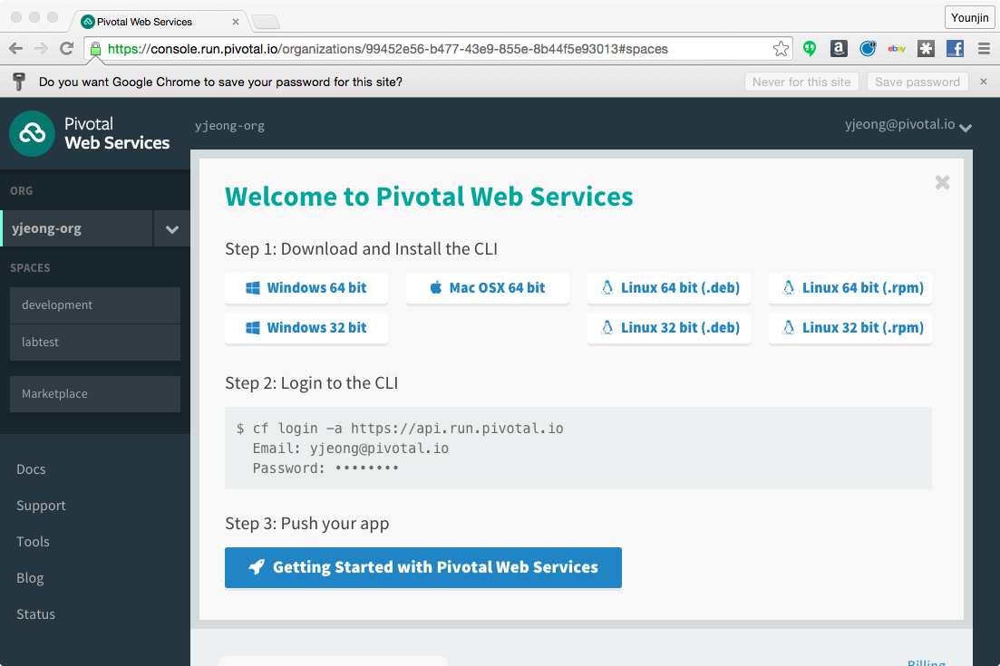 Pivotal Web Services
Younjin
https://console.run.pivotal.io/organizations/99452e56-b477-43e9-855e-8b44f5e93013#spaces
Do you want Google Chrome to save your password for this site?
Never for this site
Save password
Pivotal
Web Services
yjeong-org
yjeong@pivotal.io
ORG
yjeong-org
SPACES
development
labtest
Marketplace
Docs
Support
Tools
Blog
Status
Welcome to Pivotal Web Services
Step 1: Download and Install the CLI
Windows 64 bit
Mac OSX 64 bit
Linux 64 bit (.deb)
Linux 64 bit (.rpm)
Windows 32 bit
Linux 32 bit (.deb)
Linux 32 bit (.rpm)
Step 2: Login to the CLI
$ cf login -a https://api.run.pivotal.io
Email: yjeong@pivotal.io
Password: ••••••••
Step 3: Push your app
Getting Started with Pivotal Web Services
Billing